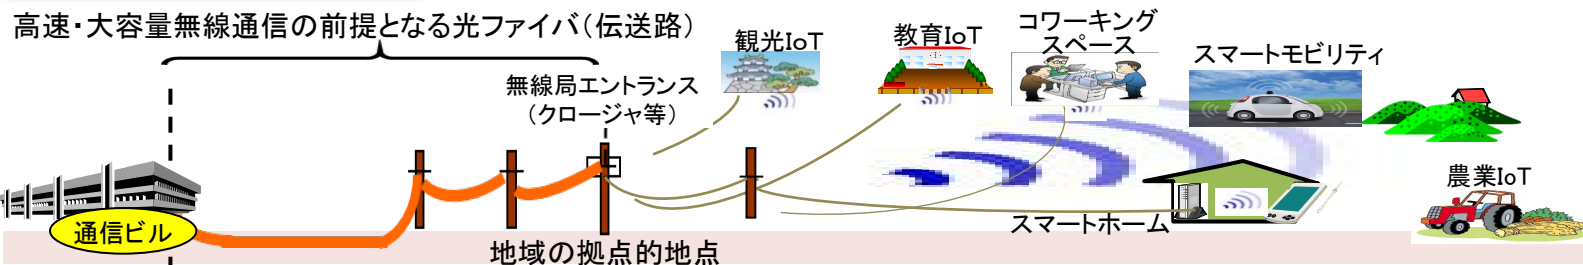 高速・大容量無線通信の前提となる光ファイバ(伝送路)
無線局エントランス
(クロージャ等)
観光IoT
教育IoT
コワーキング
スペース
スマートモビリティ
農業IoT
スマートホーム
通信ビル
地域の拠点的地点